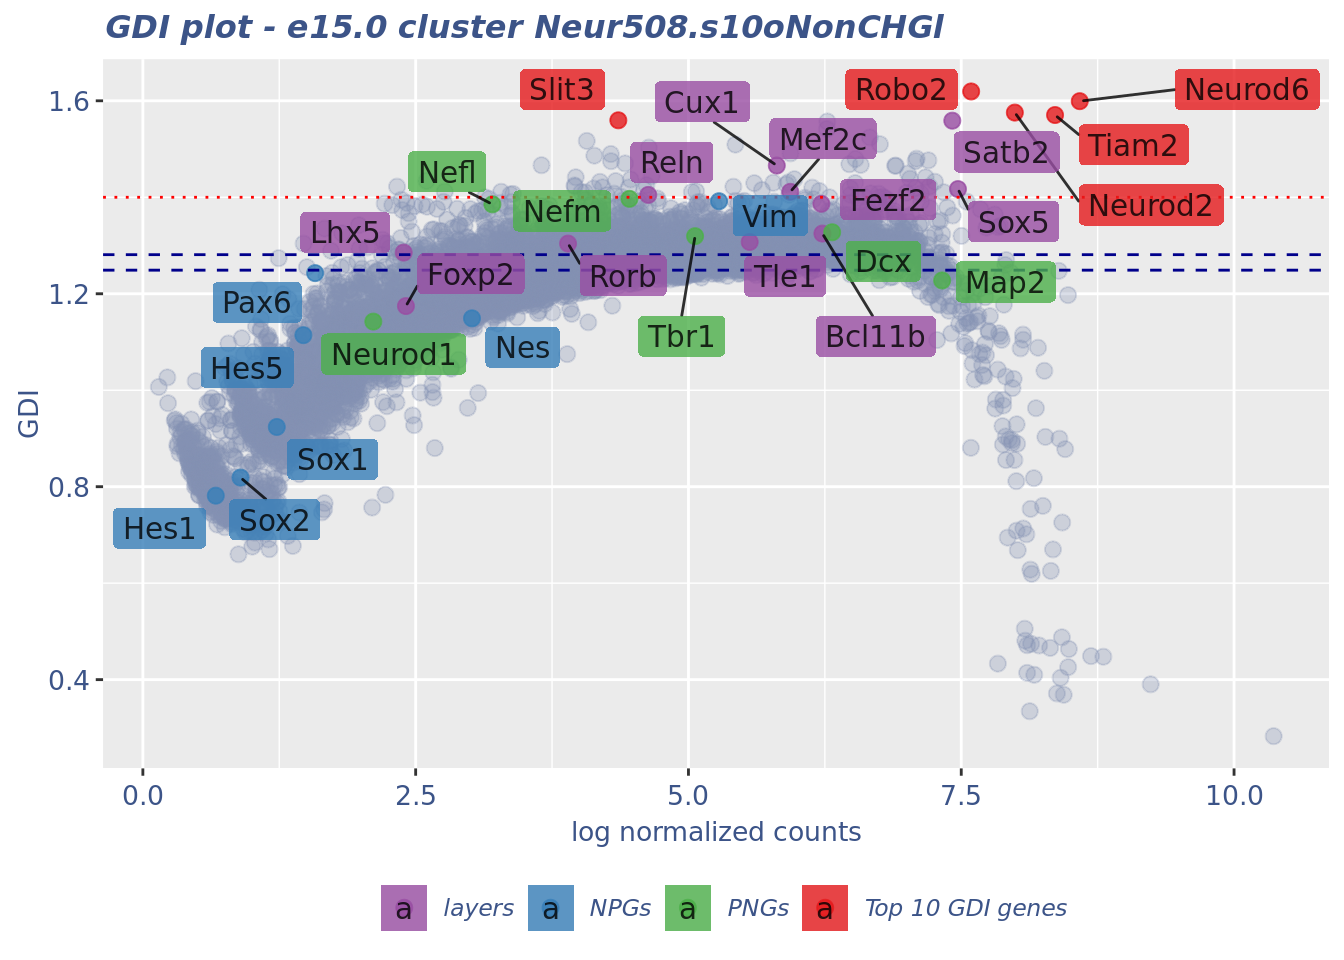 GDI plot - e15.0 cluster Neur508.s10oNonCHGl
Slit3
Cux1
Robo2
Neurod6
1.6
Mef2c
Tiam2
Satb2
Reln
Nefl
Neurod2
Fezf2
Nefm
Vim
Sox5
Lhx5
Foxp2
Rorb
Tle1
Dcx
Map2
1.2
Pax6
Tbr1
Bcl11b
Nes
Neurod1
Hes5
GDI
Sox1
0.8
Sox2
Hes1
0.4
0.0 2.5 5.0 7.5 10.0
log normalized counts
a layers a NPGs a PNGs a Top 10 GDI genes